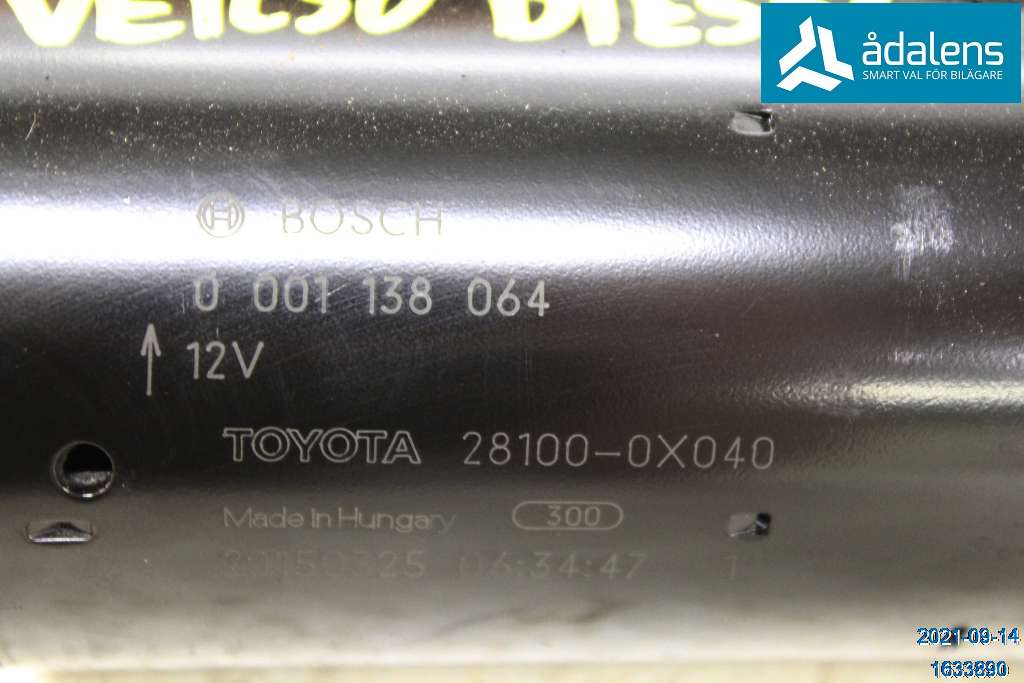 ådalens
SMART VAL FÖR BILÄGARE
BOSCH
0 001 138 064
12V
TOYOTA 28100-0X040
Made in Hungary 300
06:34:47 1
2021-09-14
1633890